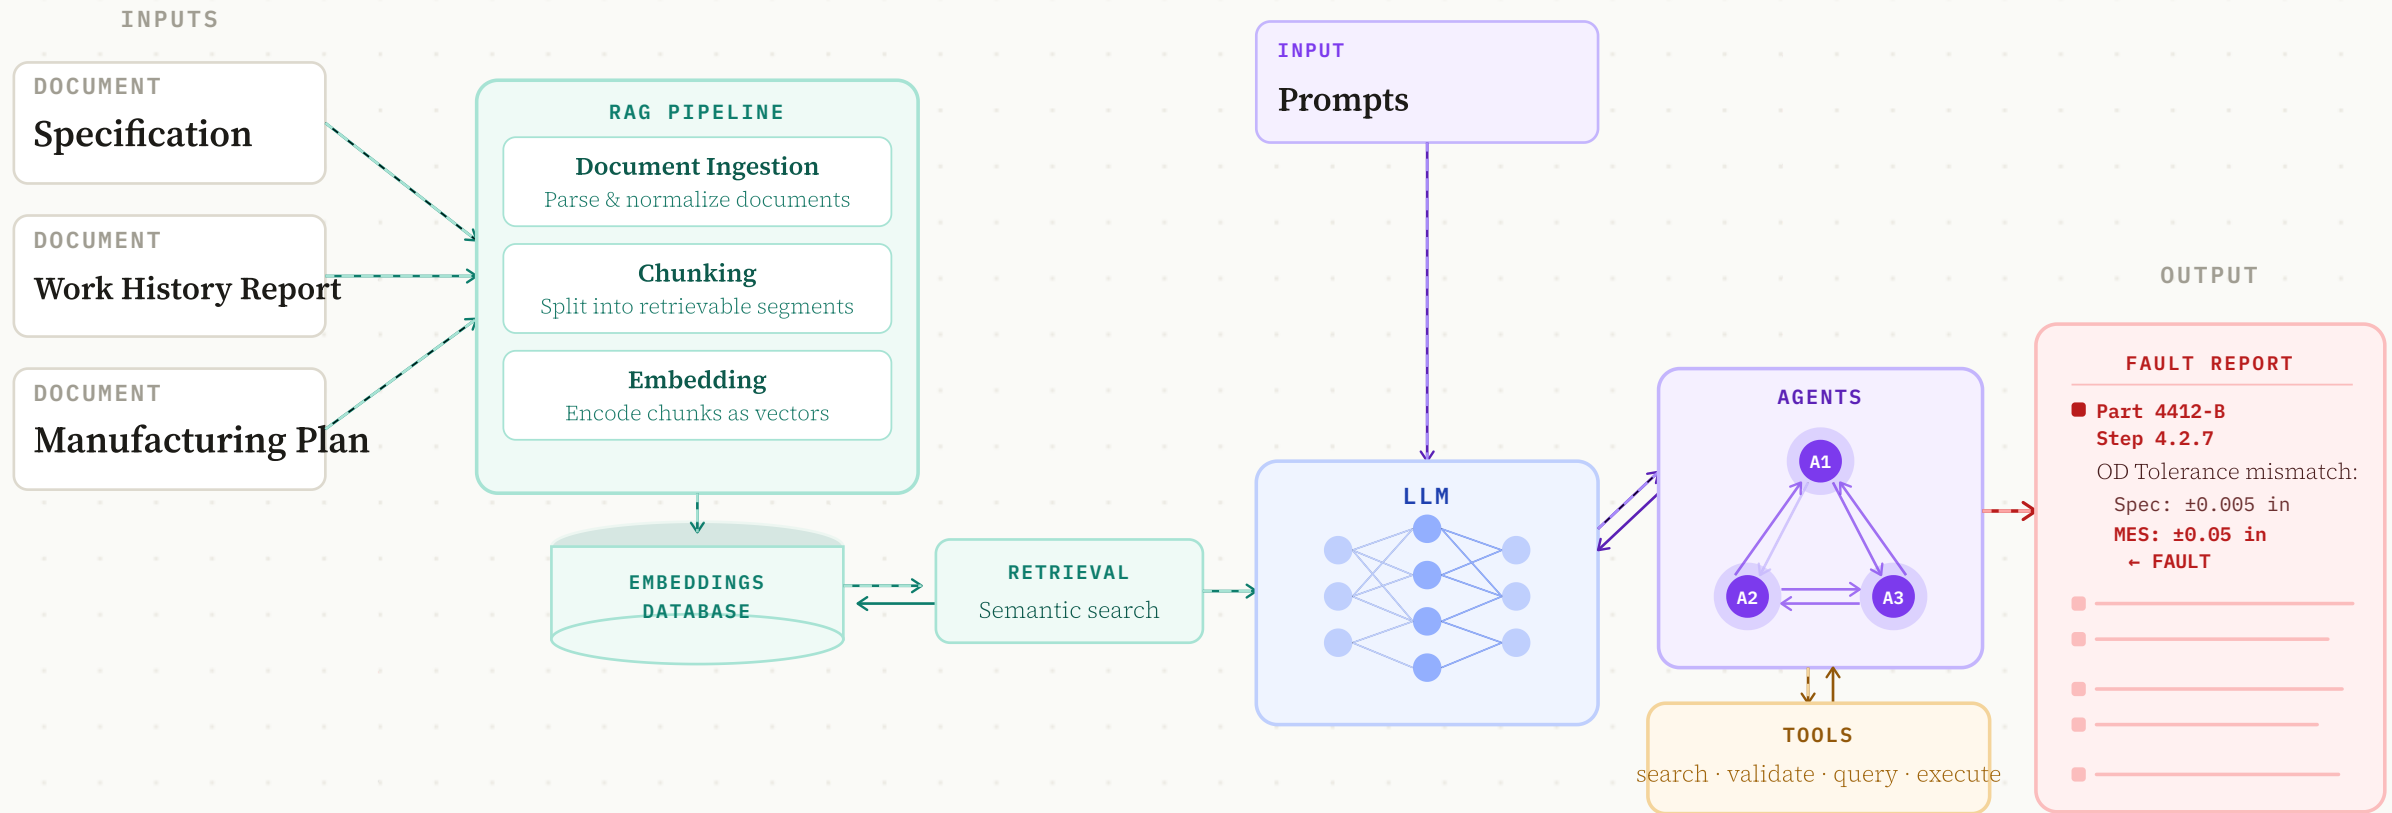 INPUTS
DOCUMENT
Specification
DOCUMENT
Work History Report
DOCUMENT
Manufacturing Plan
RAG PIPELINE
Document Ingestion
Parse & normalize documents
Chunking
Split into retrievable segments
Embedding
Encode chunks as vectors
EMBEDDINGS
DATABASE
RETRIEVAL
Semantic search
INPUT
Prompts
LLM
AGENTS
A1
A2
A3
TOOLS
search · validate · query · execute
OUTPUT
FAULT REPORT
Part 4412-B
Step 4.2.7
OD Tolerance mismatch:
Spec: ±0.005 in
MES: ±0.05 in
← FAULT